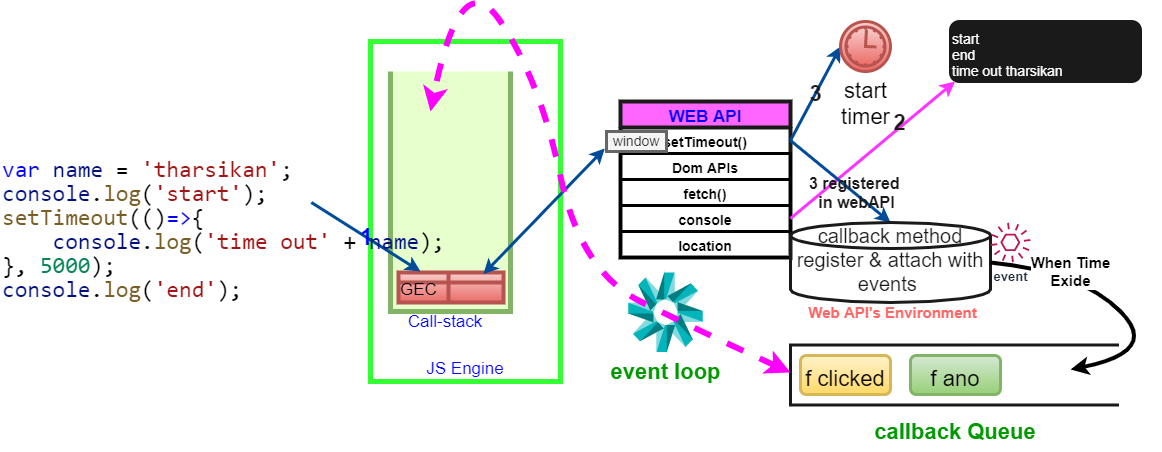 var name = 'tharsikan';
console.log('start');
setTimeout(()=>{
console.log('time out' + name);
}, 5000);
console.log('end');
1
GEC
Call-stack
JS Engine
WEB API
window
setTimeout()
Dom APIs
fetch()
console
location
3
start
timer
2
start
end
time out tharsikan
3 registered
in webAPI
callback method
register & attach with
events
Web API's Environment
event
When Time
Exide
event loop
f clicked
f ano
callback Queue